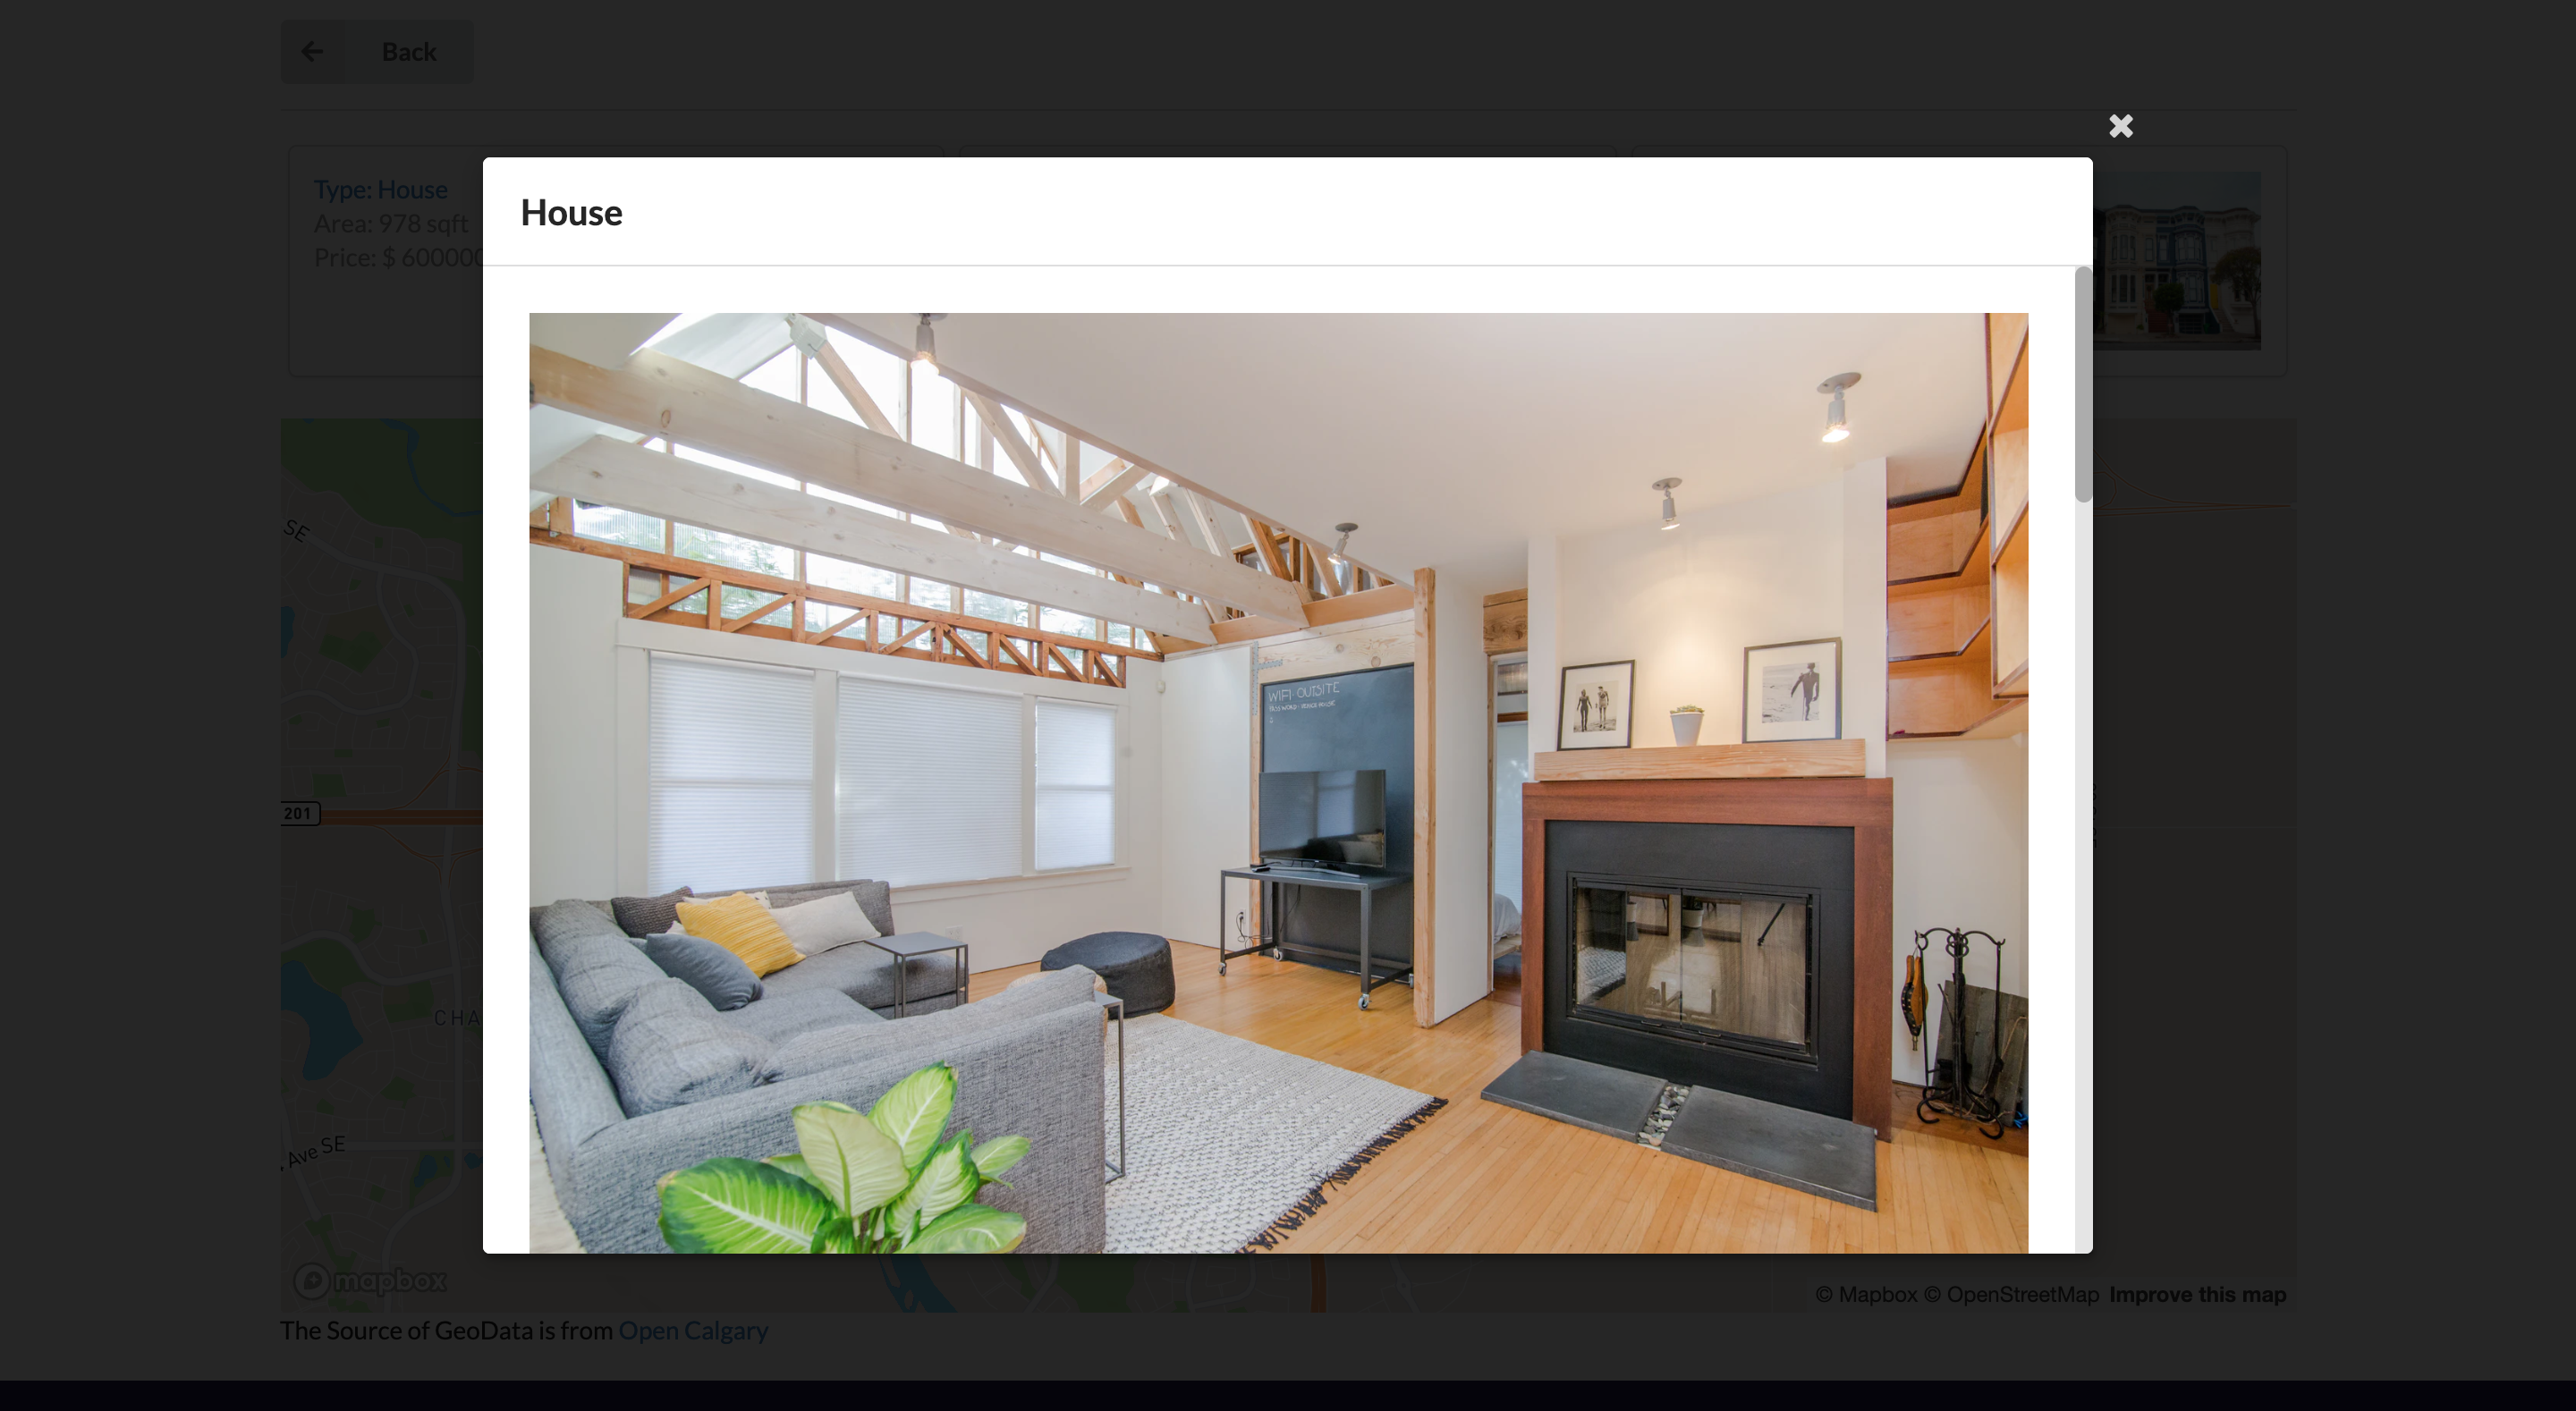 Back
Type: House
Area: 978 sqft
Price: $ 600000
House
WIFI: OUTSITE
SE
201
CHA
Ave SE
mapbox
© Mapbox © OpenStreetMap Improve this map
The Source of GeoData is from Open Calgary